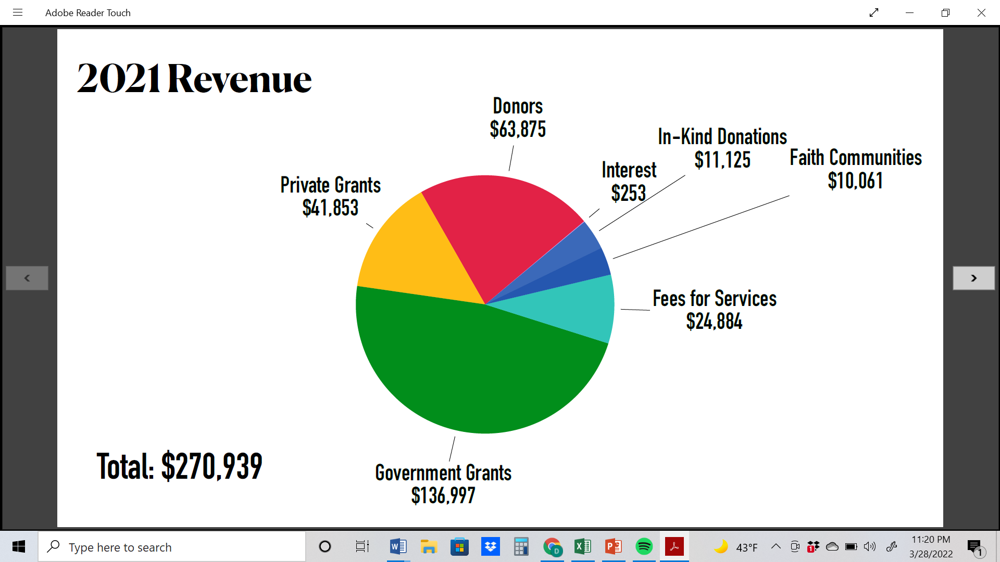 Adobe Reader Touch
2021 Revenue
Donors
$63,875
In-Kind Donations
$11,125
Faith Communities
$10,061
Interest
$253
Private Grants
$41,853
Fees for Services
$24,884
Government Grants
$136,997
Total: $270,939
Type here to search
43°F
11:20 PM
3/28/2022